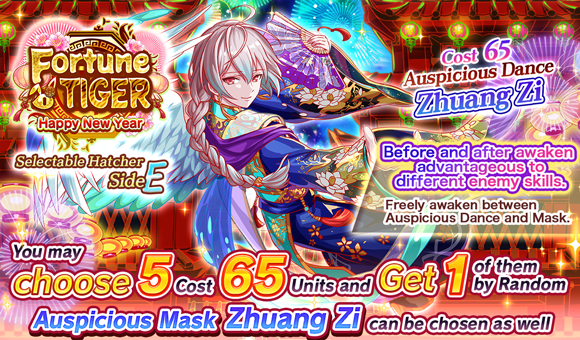 Fortune
TIGER
Happy New Year
Selectable Hatcher
Side E
Cost 65
Auspicious Dance
Zhuang Zi
Before and after awaken
advantageous to
different enemy skills.
Freely awaken between
Auspicious Dance and Mask.
You may
choose 5 Cost 65 Units and Get 1 of them
by Random
Auspicious Mask Zhuang Zi can be chosen as well